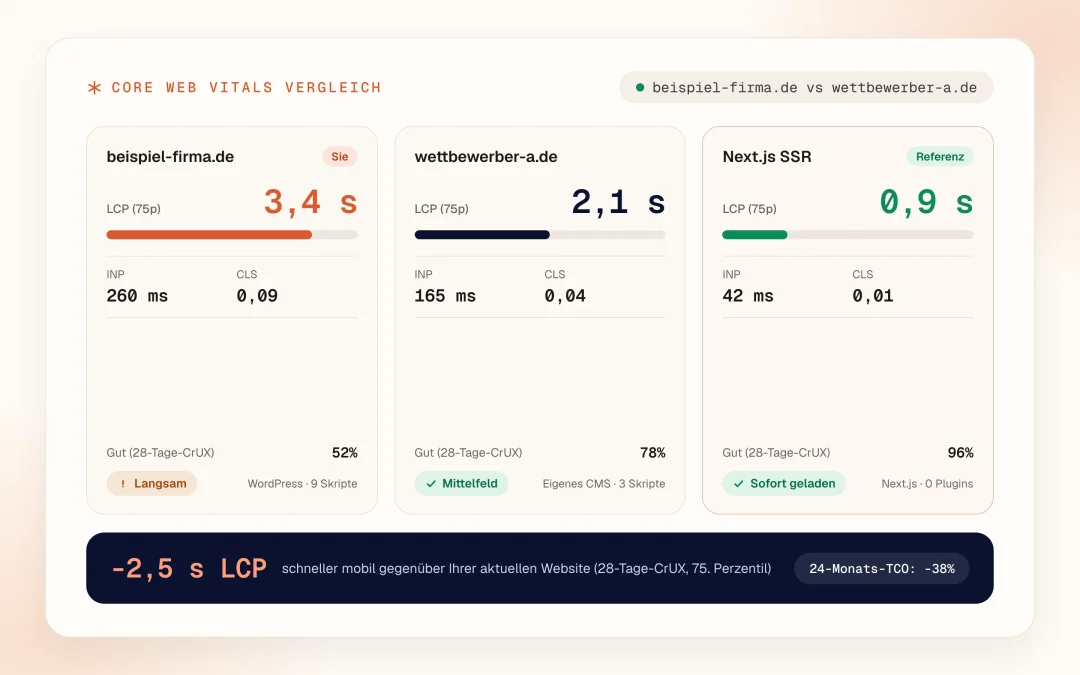 CORE WEB VITALS VERGLEICH
beispiel-firma.de vs wettbewerber-a.de
beispiel-firma.de
Sie
LCP (75p)
3,4 s
INP
CLS
260 ms
0,09
Gut (28-Tage-CrUX)
52%
! Langsam
WordPress · 9 Skripte
wettbewerber-a.de
LCP (75p)
2,1 s
INP
CLS
165 ms
0,04
Gut (28-Tage-CrUX)
78%
Mittelfeld
Eigenes CMS · 3 Skripte
Next.js SSR
Referenz
LCP (75p)
0,9 s
INP
CLS
42 ms
0,01
Gut (28-Tage-CrUX)
96%
Sofort geladen
Next.js · 0 Plugins
-2,5 s LCP
schneller mobil gegenüber Ihrer aktuellen Website (28-Tage-CrUX, 75. Perzentil)
24-Monats-TCO: -38%